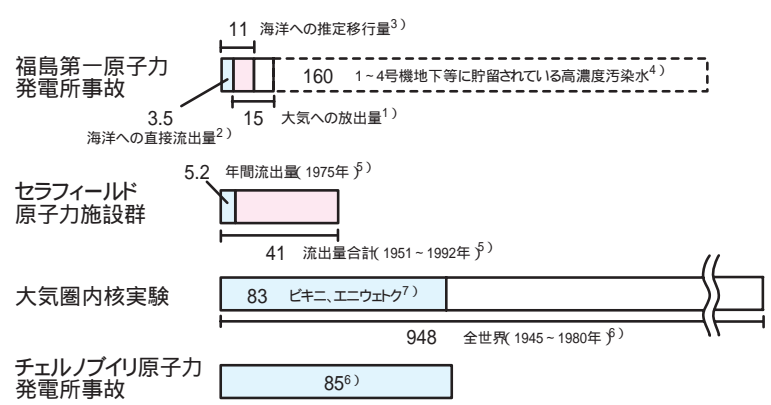 11 海洋への推定移行量3)
福島第一原子力
発電所事故
160 1~4号機地下等に貯留されている高濃度汚染水4)
3.5
海洋への直接流出量2)
15 大気への放出量1)
5.2 年間流出量(1975年)5)
セラフィールド
原子力施設群
41 流出量合計(1951~1992年)5)
大気圏内核実験
83 ビキニ、エニウェトク7)
948 全世界(1945~1980年)6)
チェルノブイリ原子力
発電所事故
856)